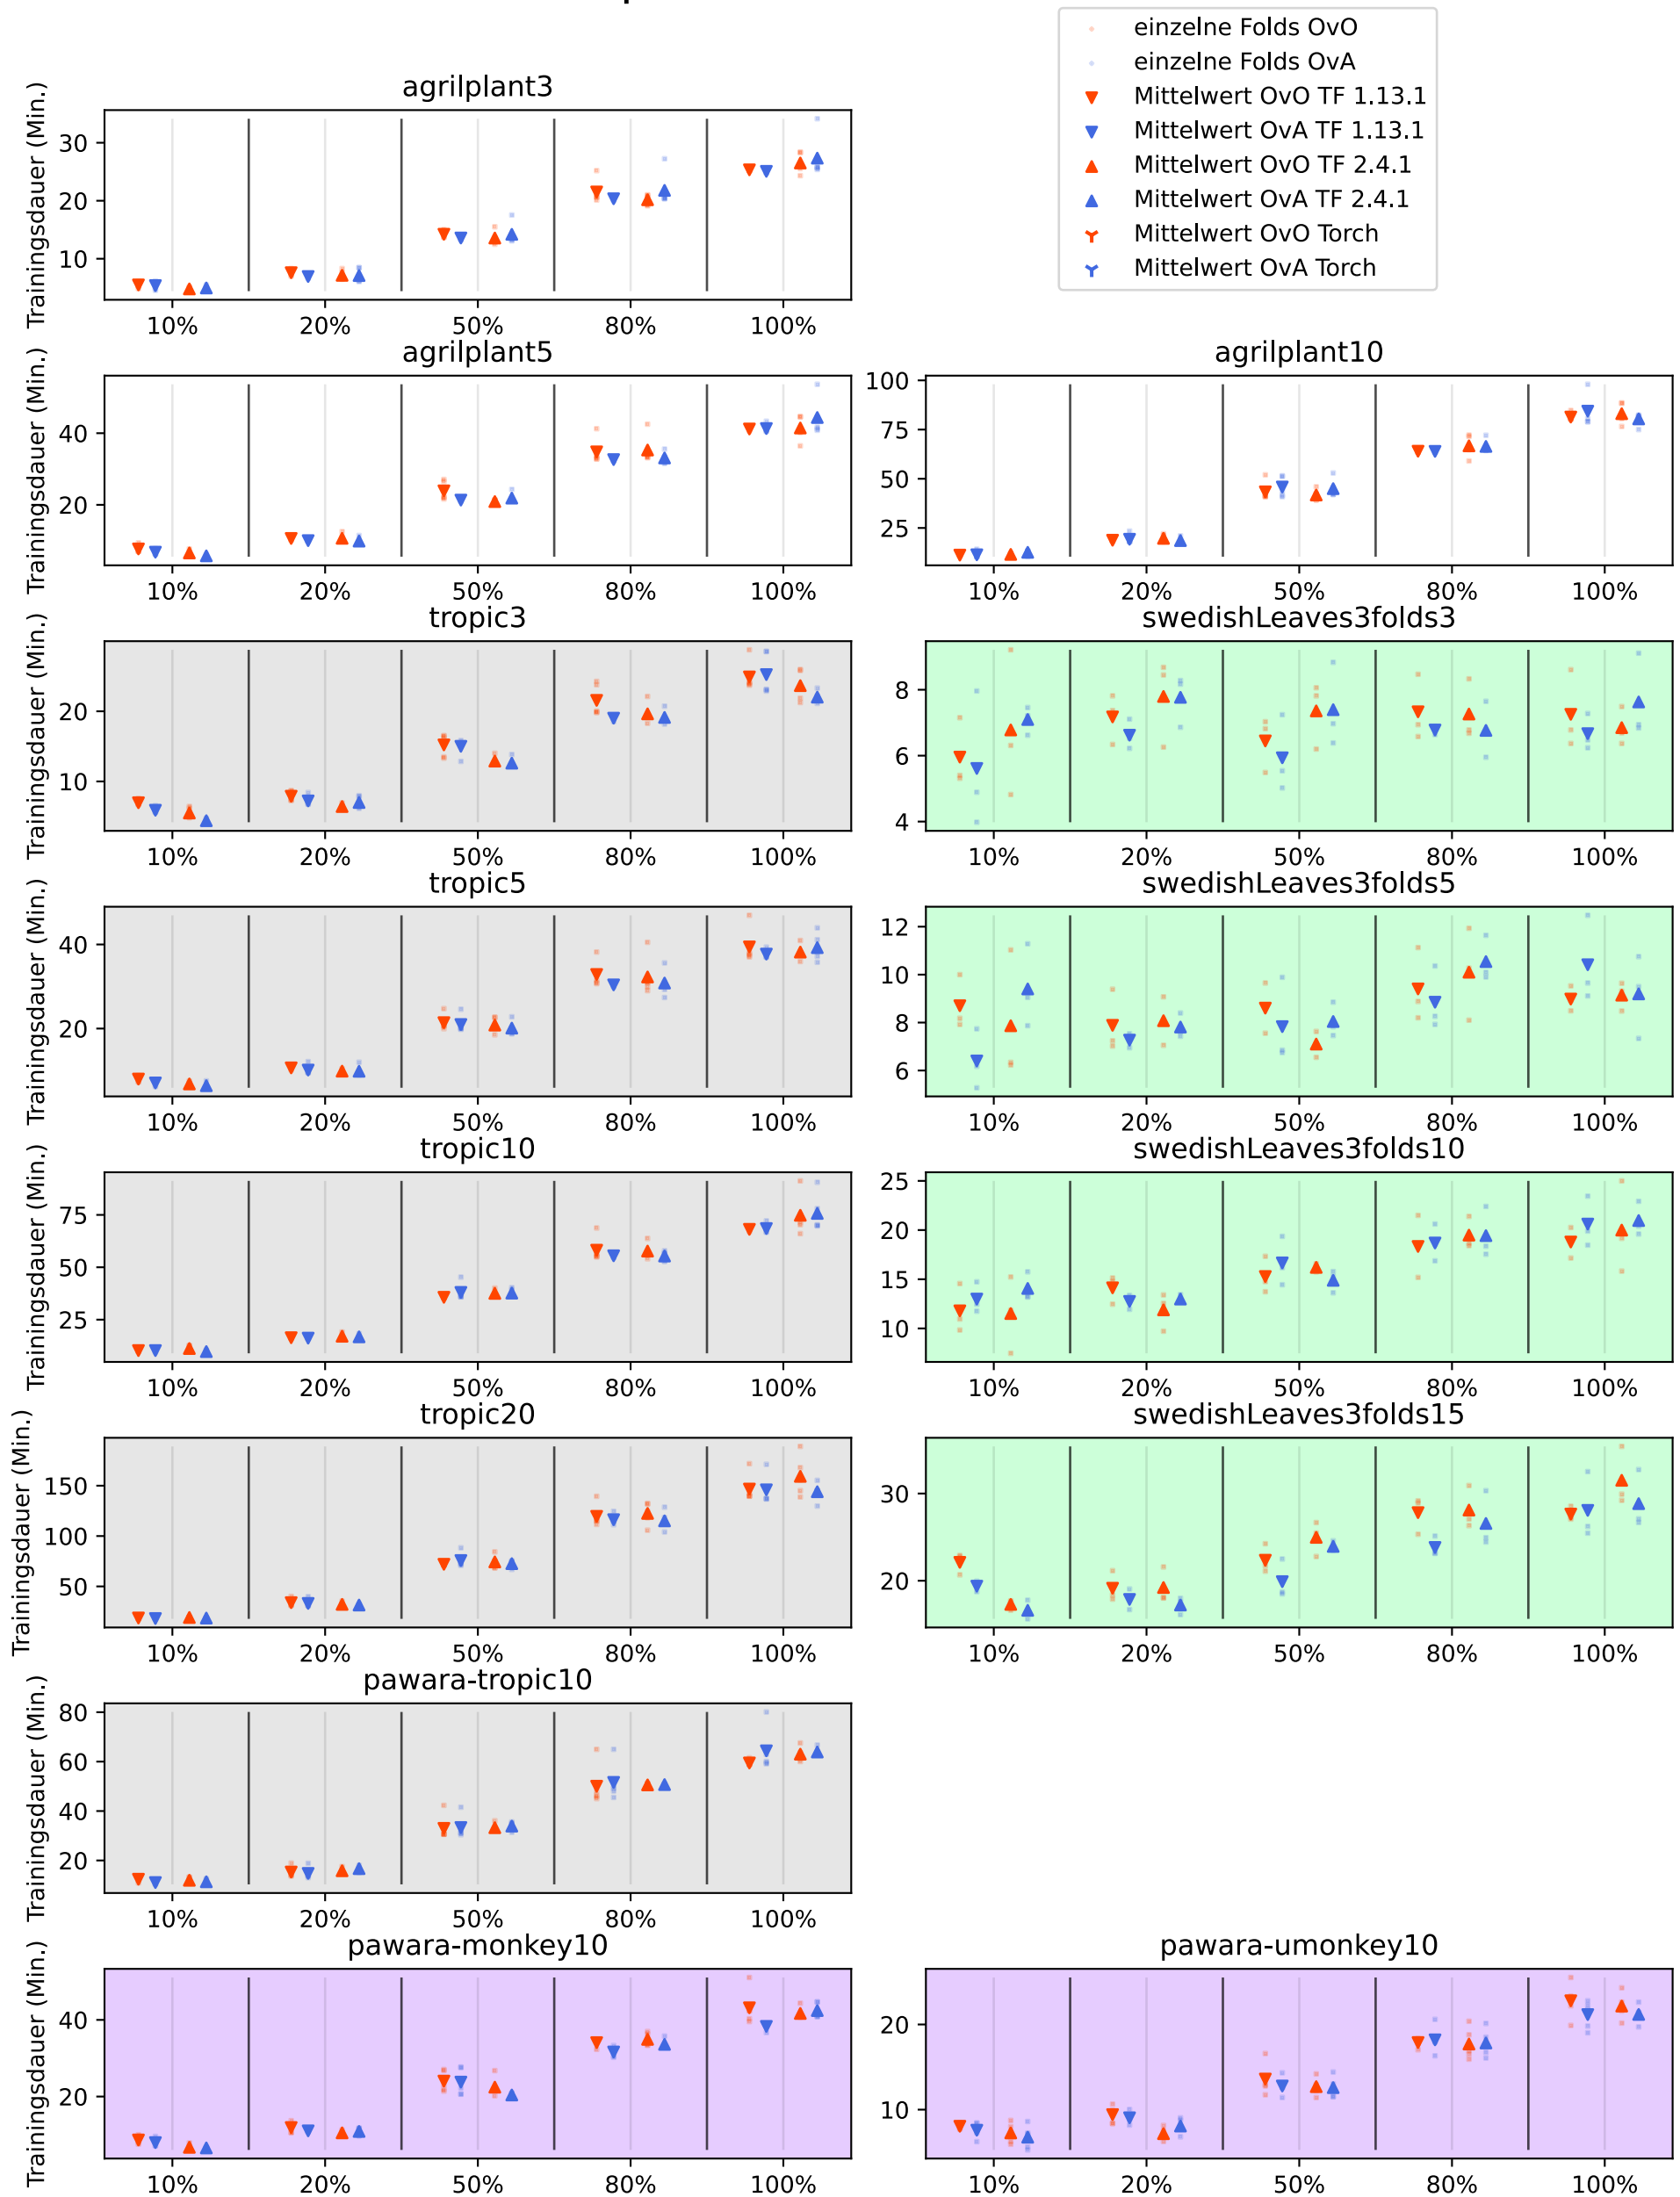 einzelne Folds OvO
einzelne Folds OvA
Mittelwert OvO TF 1.13.1
Mittelwert OvA TF 1.13.1
Mittelwert OvO TF 2.4.1
Mittelwert OvA TF 2.4.1
Mittelwert OvO Torch
Mittelwert OvA Torch
agrilplant3
Trainingsdauer (Min.)
30
20
10
10% 20% 50% 80% 100%
agrilplant5
Trainingsdauer (Min.)
40
20
10% 20% 50% 80% 100%
agrilplant10
100
75
50
25
10% 20% 50% 80% 100%
tropic3
Trainingsdauer (Min.)
20
10
10% 20% 50% 80% 100%
swedishLeaves3folds3
8
6
4
10% 20% 50% 80% 100%
tropic5
Trainingsdauer (Min.)
40
20
10% 20% 50% 80% 100%
swedishLeaves3folds5
12
10
8
6
10% 20% 50% 80% 100%
tropic10
Trainingsdauer (Min.)
75
50
25
10% 20% 50% 80% 100%
swedishLeaves3folds10
25
20
15
10
10% 20% 50% 80% 100%
tropic20
Trainingsdauer (Min.)
150
100
50
10% 20% 50% 80% 100%
swedishLeaves3folds15
30
20
10% 20% 50% 80% 100%
pawara-tropic10
Trainingsdauer (Min.)
80
60
40
20
10% 20% 50% 80% 100%
pawara-monkey10
Trainingsdauer (Min.)
40
20
10% 20% 50% 80% 100%
pawara-umonkey10
20
10
10% 20% 50% 80% 100%